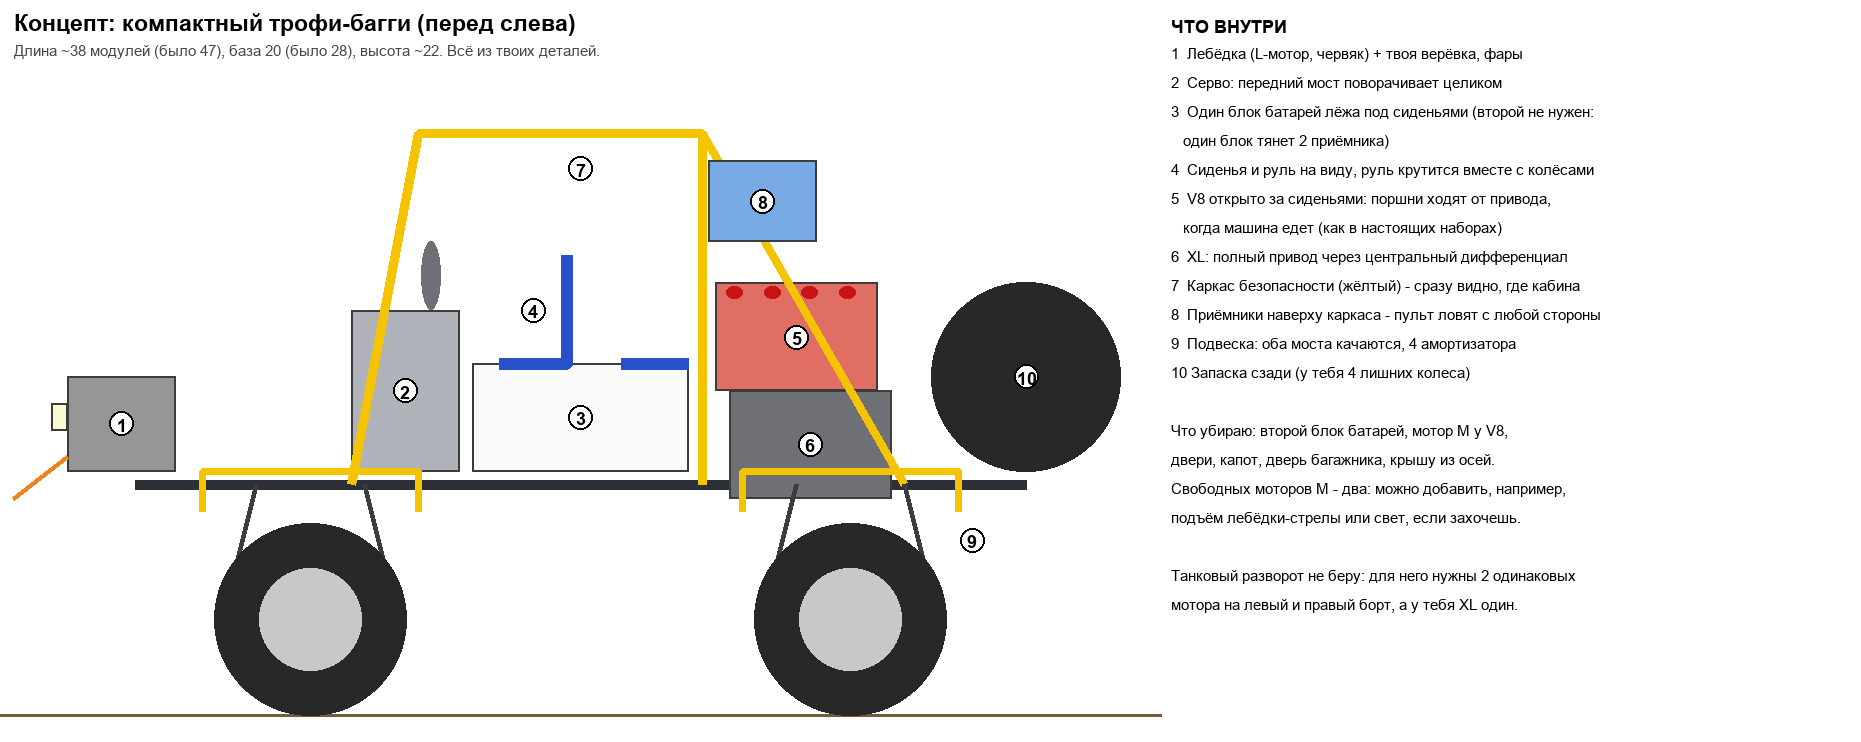 Концепт: компактный трофи-багги (перед слева)
Длина ~38 модулей (было 47), база 20 (было 28), высота ~22. Всё из твоих деталей.
7
8
4
5
2
10
3
1
6
9
ЧТО ВНУТРИ
1 Лебёдка (L-мотор, червяк) + твоя верёвка, фары
2 Серво: передний мост поворачивает целиком
3 Один блок батарей лёжа под сиденьями (второй не нужен:
один блок тянет 2 приёмника)
4 Сиденья и руль на виду, руль крутится вместе с колёсами
5 V8 открыто за сиденьями: поршни ходят от привода,
когда машина едет (как в настоящих наборах)
6 XL: полный привод через центральный дифференциал
7 Каркас безопасности (жёлтый) - сразу видно, где кабина
8 Приёмники наверху каркаса - пульт ловят с любой стороны
9 Подвеска: оба моста качаются, 4 амортизатора
10 Запаска сзади (у тебя 4 лишних колеса)
Что убираю: второй блок батарей, мотор M у V8,
двери, капот, дверь багажника, крышу из осей.
Свободных моторов M - два: можно добавить, например,
подъём лебёдки-стрелы или свет, если захочешь.
Танковый разворот не беру: для него нужны 2 одинаковых
мотора на левый и правый борт, а у тебя XL один.